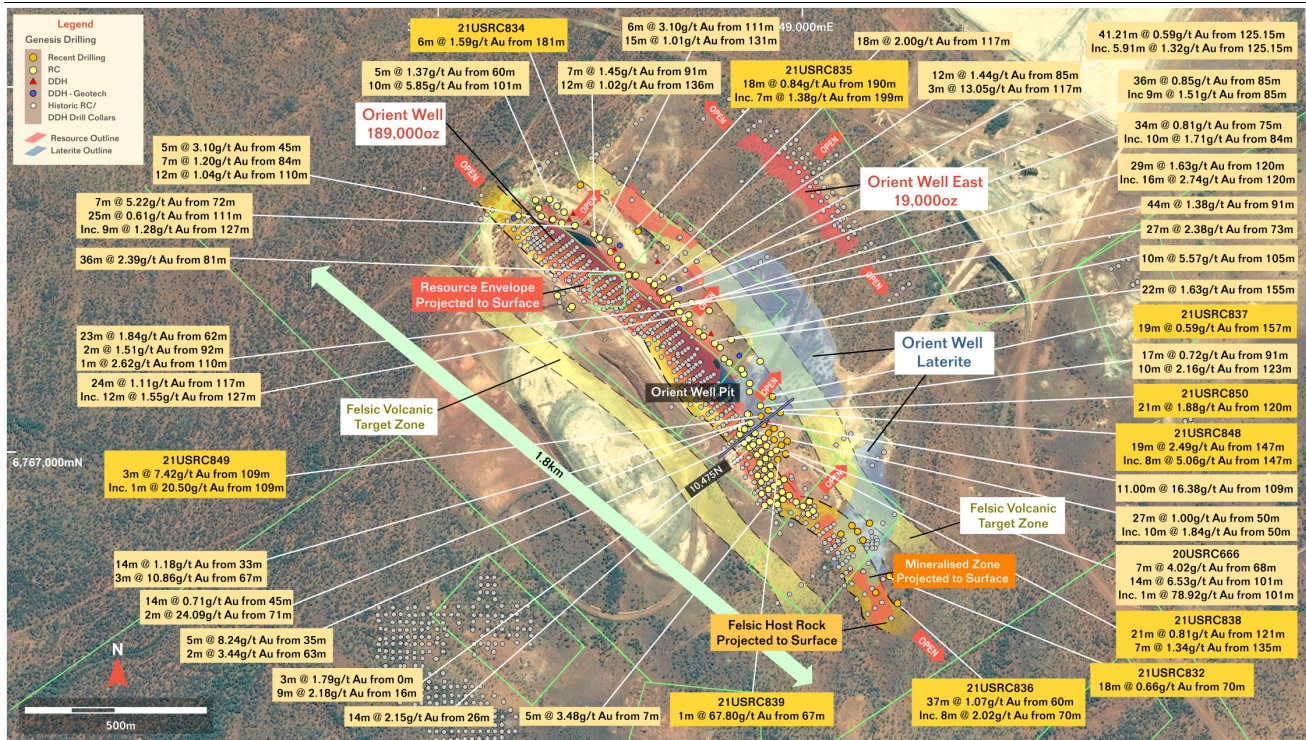 Legend
Genesis Drilling
Recent Drilling
RC
DDH
DDH - Geotech
Historic RC/
DDH Drill Collars
Resource Outline
Laterite Outline
21USRC834
6m @ 1.59g/t Au from 181m
6m @ 3.10g/t Au from 111m
15m @ 1.01g/t Au from 131m
49,000mE
18m @ 2.00g/t Au from 117m
41.21m @ 0.59g/t Au from 125.15m
Inc. 5.91m @ 1.32g/t Au from 125.15m
5m @ 1.37g/t Au from 60m
10m @ 5.85g/t Au from 101m
7m @ 1.45g/t Au from 91m
12m @ 1.02g/t Au from 136m
21USRC835
18m @ 0.84g/t Au from 190m
Inc. 7m @ 1.38g/t Au from 199m
12m @ 1.44g/t Au from 85m
3m @ 13.05g/t Au from 117m
36m @ 0.85g/t Au from 85m
Inc 9m @ 1.51g/t Au from 85m
Orient Well
189,000oz
34m @ 0.81g/t Au from 75m
Inc. 10m @ 1.71g/t Au from 84m
5m @ 3.10g/t Au from 45m
7m @ 1.20g/t Au from 84m
12m @ 1.04g/t Au from 110m
OPEN
OPEN
OPEN
OPEN
Orient Well East
19,000oz
29m @ 1.63g/t Au from 120m
Inc. 16m @ 2.74g/t Au from 120m
7m @ 5.22g/t Au from 72m
25m @ 0.61g/t Au from 111m
Inc. 9m @ 1.28g/t Au from 127m
44m @ 1.38g/t Au from 91m
27m @ 2.38g/t Au from 73m
36m @ 2.39g/t Au from 81m
10m @ 5.57g/t Au from 105m
Resource Envelope
Projected to Surface
OPEN
OPEN
22m @ 1.63g/t Au from 155m
21USRC837
19m @ 0.59g/t Au from 157m
23m @ 1.84g/t Au from 62m
2m @ 1.51g/t Au from 92m
1m @ 2.62g/t Au from 110m
Orient Well
Laterite
17m @ 0.72g/t Au from 91m
10m @ 2.16g/t Au from 123m
24m @ 1.11g/t Au from 117m
Inc. 12m @ 1.55g/t Au from 127m
Orient Well Pit
OPEN
21USRC850
21m @ 1.88g/t Au from 120m
Felsic Volcanic
Target Zone
21USRC848
19m @ 2.49g/t Au from 147m
Inc. 8m @ 5.06g/t Au from 147m
6,767,000mN
21USRC849
3m @ 7.42g/t Au from 109m
Inc. 1m @ 20.50g/t Au from 109m
1.8km
10,475N
OPEN
11.00m @ 16.38g/t Au from 109m
Felsic Volcanic
Target Zone
27m @ 1.00g/t Au from 50m
Inc. 10m @ 1.84g/t Au from 50m
14m @ 1.18g/t Au from 33m
3m @ 10.86g/t Au from 67m
Mineralised Zone
Projected to Surface
20USRC666
7m @ 4.02g/t Au from 68m
14m @ 6.53g/t Au from 101m
Inc. 1m @ 78.92g/t Au from 101m
14m @ 0.71g/t Au from 45m
2m @ 24.09g/t Au from 71m
Felsic Host Rock
Projected to Surface
21USRC838
21m @ 0.81g/t Au from 121m
7m @ 1.34g/t Au from 135m
5m @ 8.24g/t Au from 35m
2m @ 3.44g/t Au from 63m
OPEN
N
3m @ 1.79g/t Au from 0m
9m @ 2.18g/t Au from 16m
21USRC832
18m @ 0.66g/t Au from 70m
500m
14m @ 2.15g/t Au from 26m
5m @ 3.48g/t Au from 7m
21USRC839
1m @ 67.80g/t Au from 67m
21USRC836
37m @ 1.07g/t Au from 60m
Inc. 8m @ 2.02g/t Au from 70m